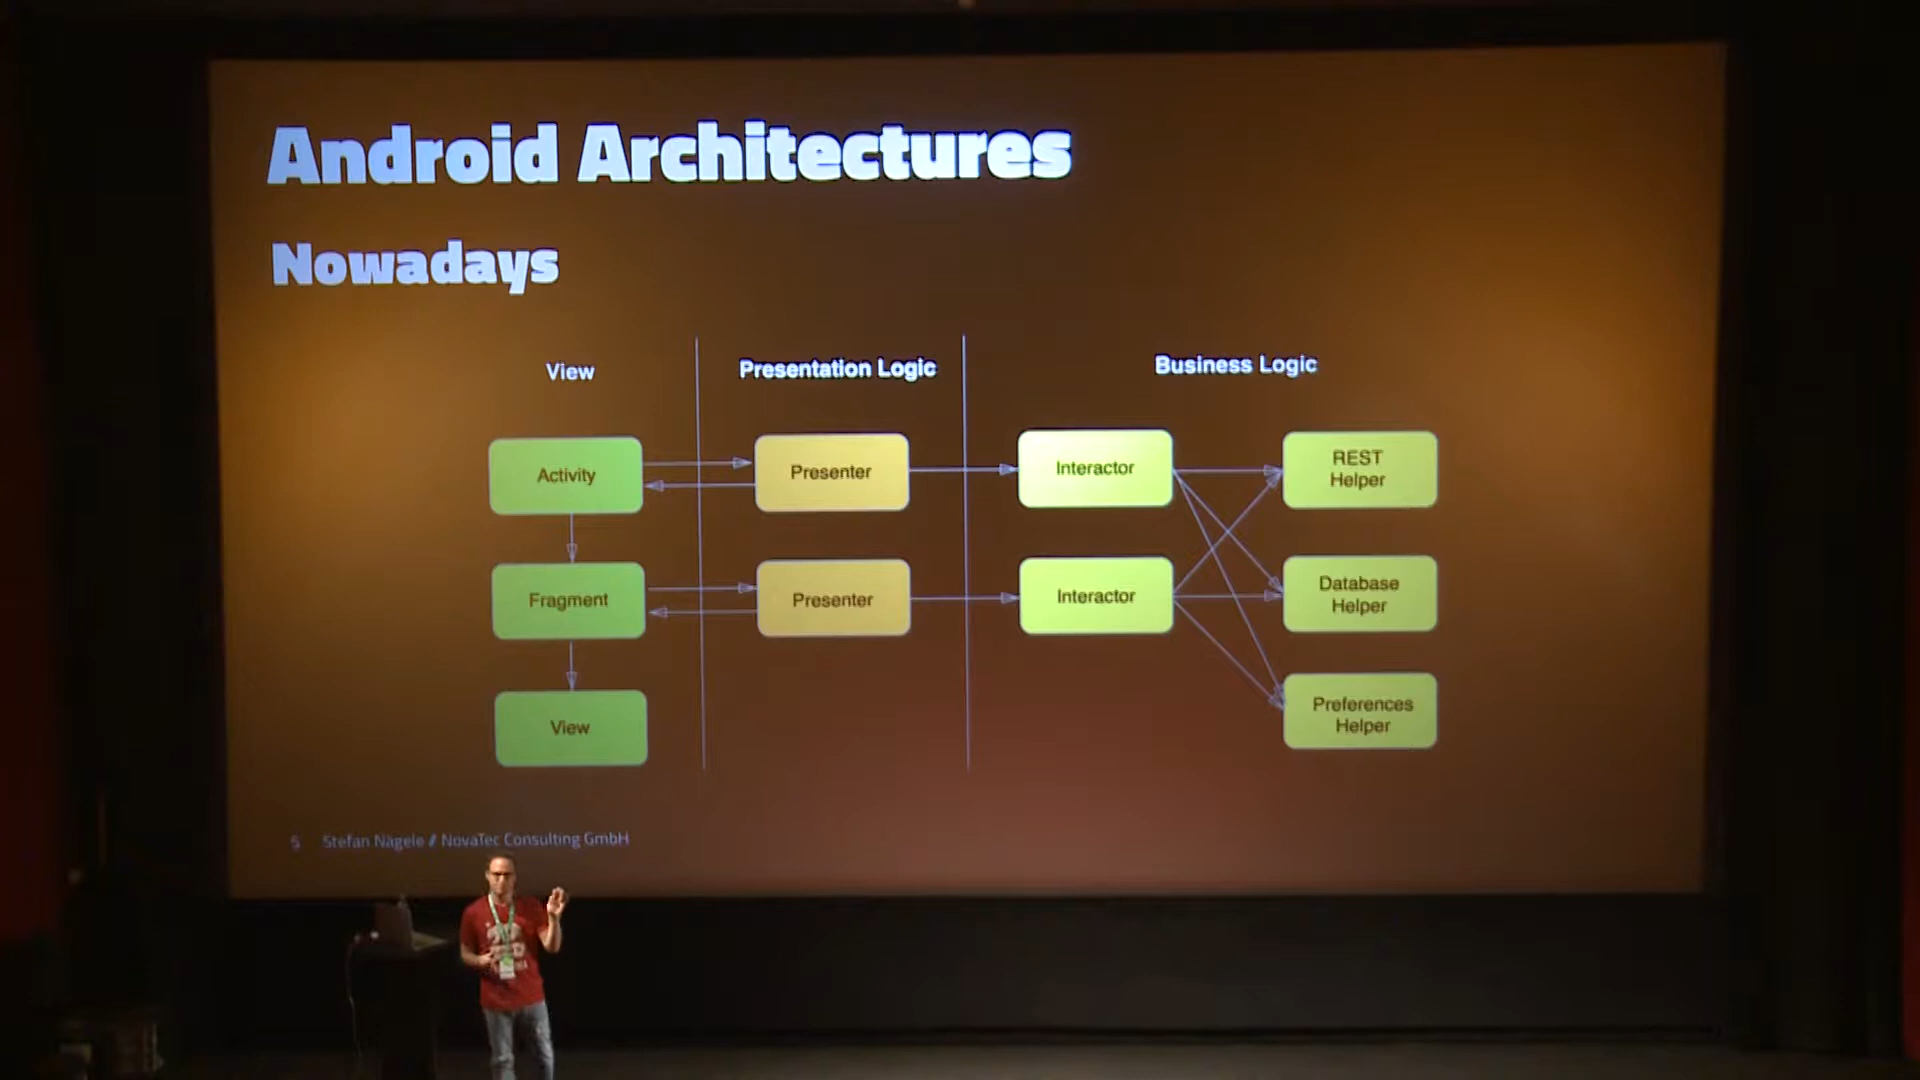 Android Architectures
Nowadays
View
Presentation Logic
Business Logic
Activity
Presenter
Interactor
REST
Helper
Fragment
Presenter
Interactor
Database
Helper
View
Preferences
Helper
5 Stefan Nägele // NovaTec Consulting GmbH